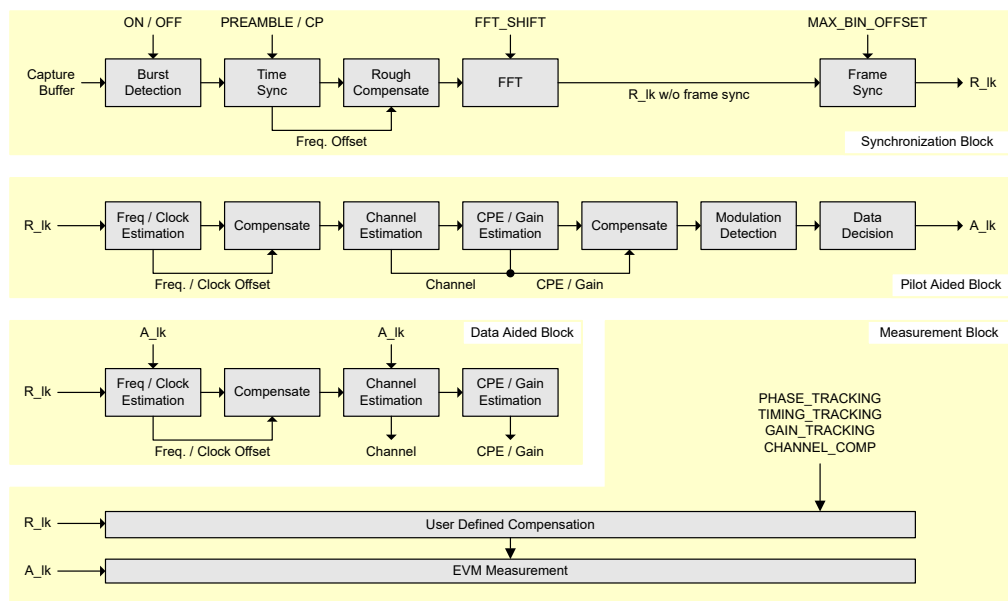 ON / OFF
PREAMBLE / CP
FFT_SHIFT
MAX_BIN_OFFSET
Capture
Buffer
Burst
Detection
Time
Sync
Rough
Compensate
FFT
R_lk w/o frame sync
Frame
Sync
R_lk
Freq. Offset
Synchronization Block
R_lk
Freq / Clock
Estimation
Compensate
Channel
Estimation
CPE / Gain
Estimation
Compensate
Modulation
Detection
Data
Decision
A_lk
Freq. / Clock Offset
Channel
CPE / Gain
Pilot Aided Block
A_lk
A_lk
Data Aided Block
R_lk
Freq / Clock
Estimation
Compensate
Channel
Estimation
CPE / Gain
Estimation
Freq. / Clock Offset
Channel
CPE / Gain
Measurement Block
PHASE_TRACKING
TIMING_TRACKING
GAIN_TRACKING
CHANNEL_COMP
R_lk
User Defined Compensation
A_lk
EVM Measurement